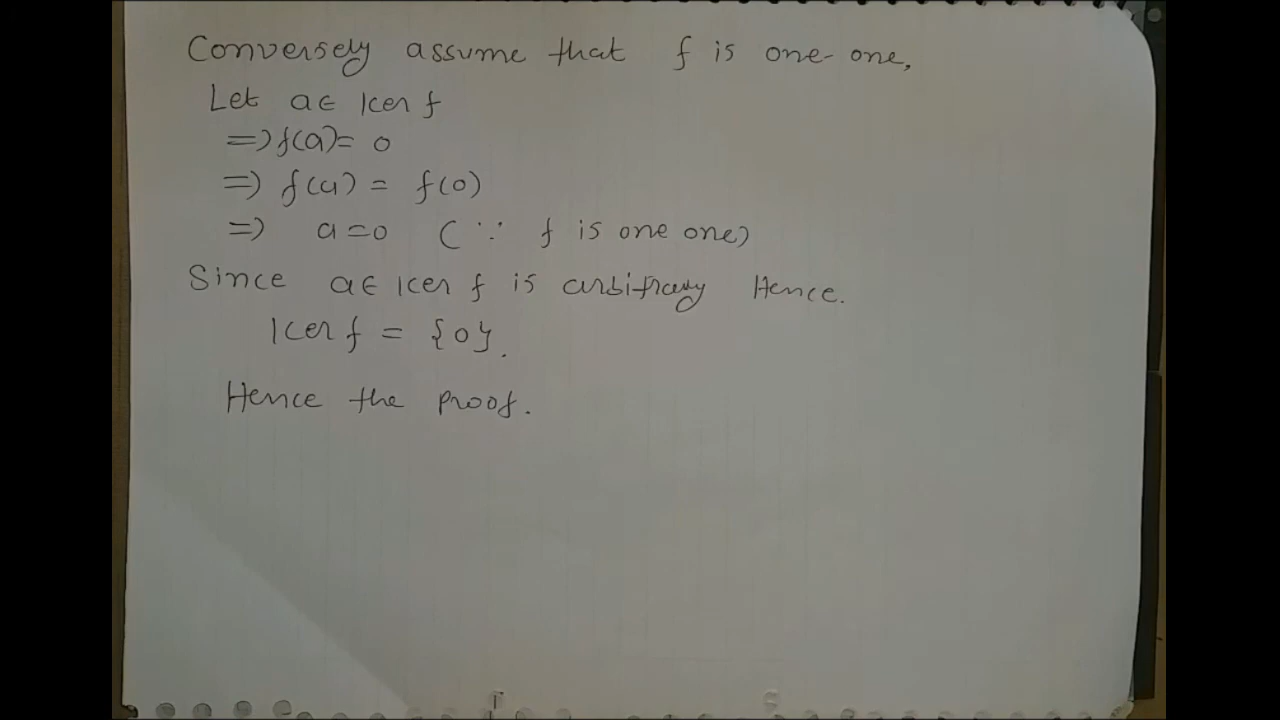 Conversely assume that f is one-one,
Let a∈ ker f
=> f(a)= 0
=> f(a) = f(0)
=> a=0 (∵ f is one one)
Since a∈ ker f is arbitrary Hence.
ker f = {0}.
Hence the proof.